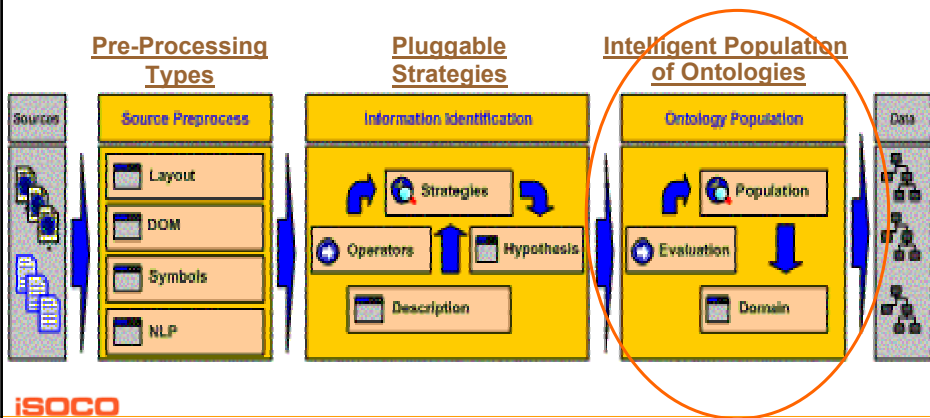 Pre-Processing
Types
Pluggable
Strategies
Intelligent Population
of Ontologies
Sources
Source Preprocess
Information Identification
Ontology Population
Data
Layout
DOM
Symbols
NLP
Strategies
Operators
Hypothesis
Description
Population
Evaluation
Domain
iSOCO